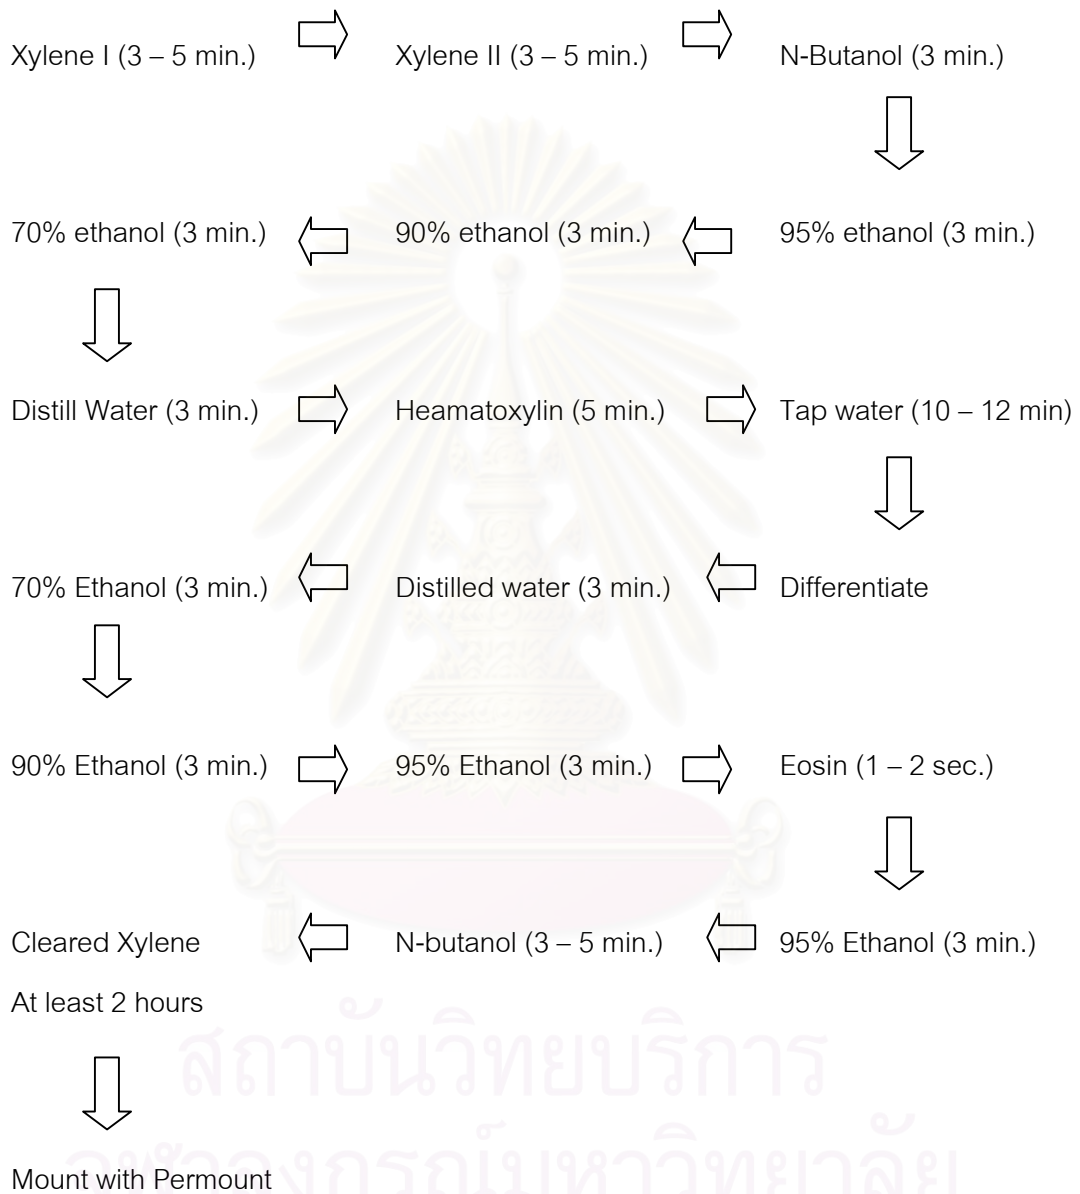 Xylene I (3 – 5 min.) Xylene II (3 – 5 min.) N-Butanol (3 min.)
70% ethanol (3 min.) 90% ethanol (3 min.) 95% ethanol (3 min.)
Distill Water (3 min.) Heamatoxylin (5 min.) Tap water (10 – 12 min)
70% Ethanol (3 min.) Distilled water (3 min.) Differentiate
90% Ethanol (3 min.) 95% Ethanol (3 min.) Eosin (1 – 2 sec.)
Cleared Xylene N-butanol (3 – 5 min.) 95% Ethanol (3 min.)
At least 2 hours
สถาบันวิทยบริการ
Mount with Permount
จุฬาลงกรณ์มหาวิทยาลัย